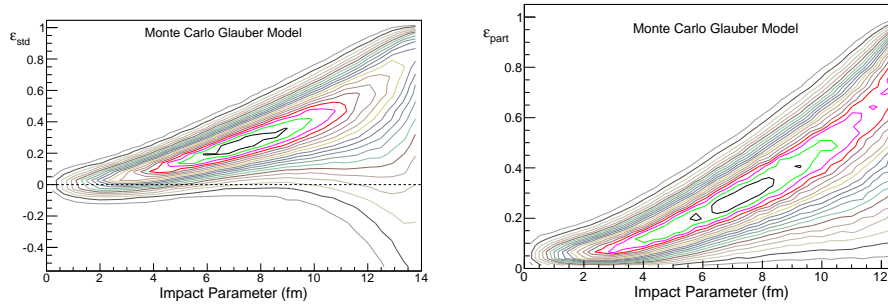 ε_std
Monte Carlo Glauber Model
1
0.8
0.6
0.4
0.2
0
-0.2
-0.4
0 2 4 6 8 10 12 14
Impact Parameter (fm)
ε_part
Monte Carlo Glauber Model
1
0.8
0.6
0.4
0.2
0
0 2 4 6 8 10 12
Impact Parameter (fm)